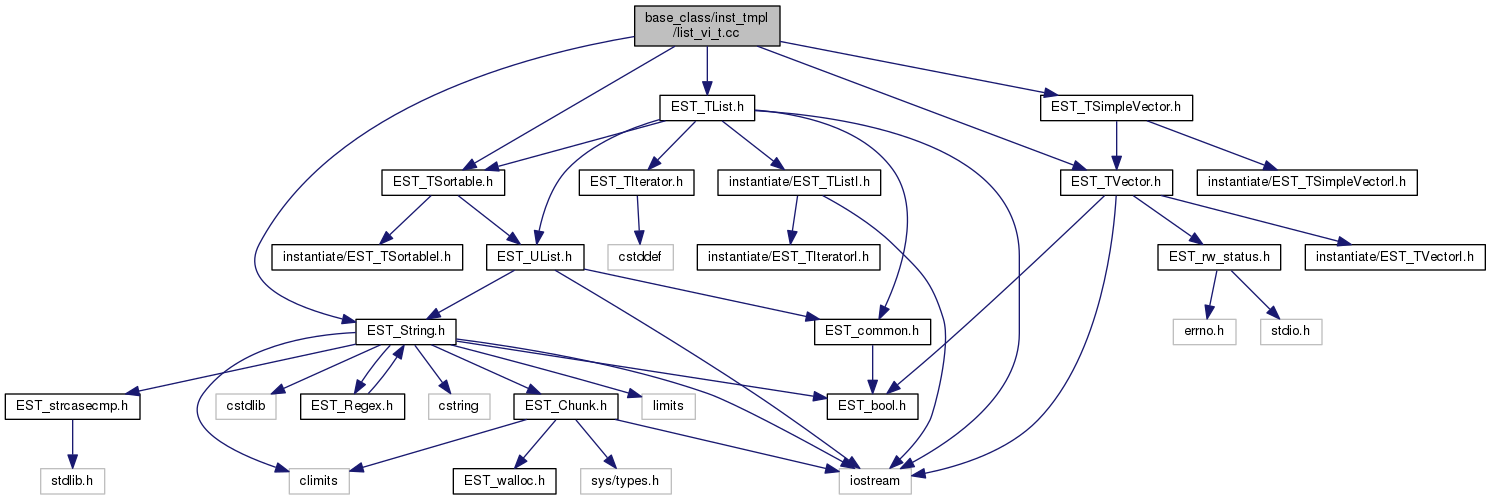 base_class/inst_tmpl
/list_vi_t.cc
EST_TList.h
EST_TSimpleVector.h
EST_TSortable.h
EST_TIterator.h
instantiate/EST_TListI.h
EST_TVector.h
instantiate/EST_TSimpleVectorI.h
instantiate/EST_TSortableI.h
EST_UList.h
cstddef
instantiate/EST_TIteratorI.h
EST_rw_status.h
instantiate/EST_TVectorI.h
EST_String.h
EST_common.h
errno.h
stdio.h
EST_strcasecmp.h
cstdlib
EST_Regex.h
cstring
EST_Chunk.h
limits
EST_bool.h
stdlib.h
climits
EST_walloc.h
sys/types.h
iostream